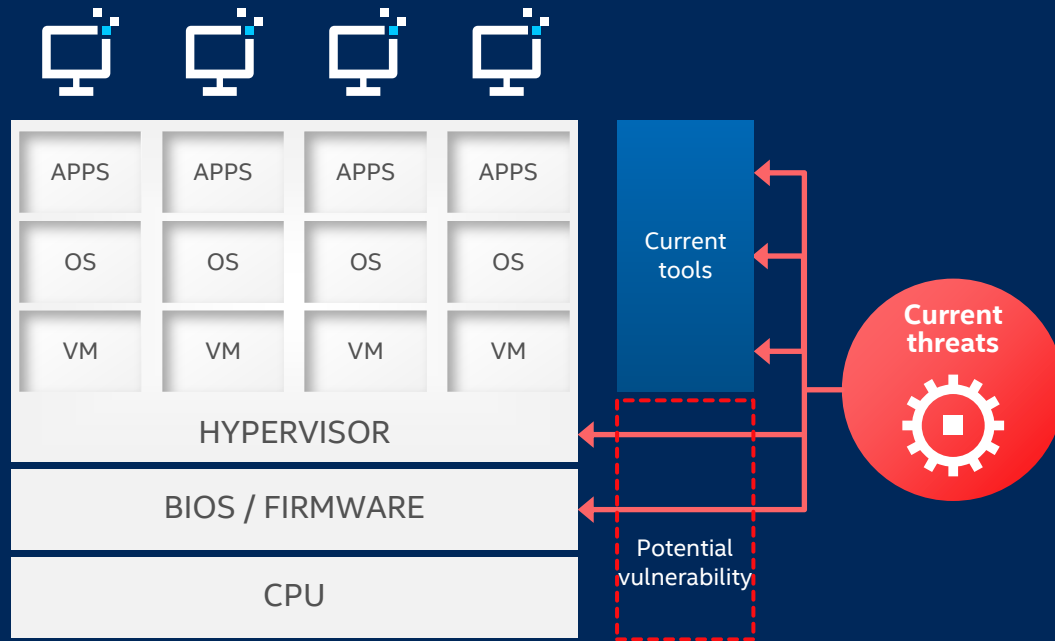 APPS APPS APPS APPS
OS OS OS OS
VM VM VM VM
HYPERVISOR
BIOS / FIRMWARE
CPU
Current
tools
Potential
vulnerability
Current
threats